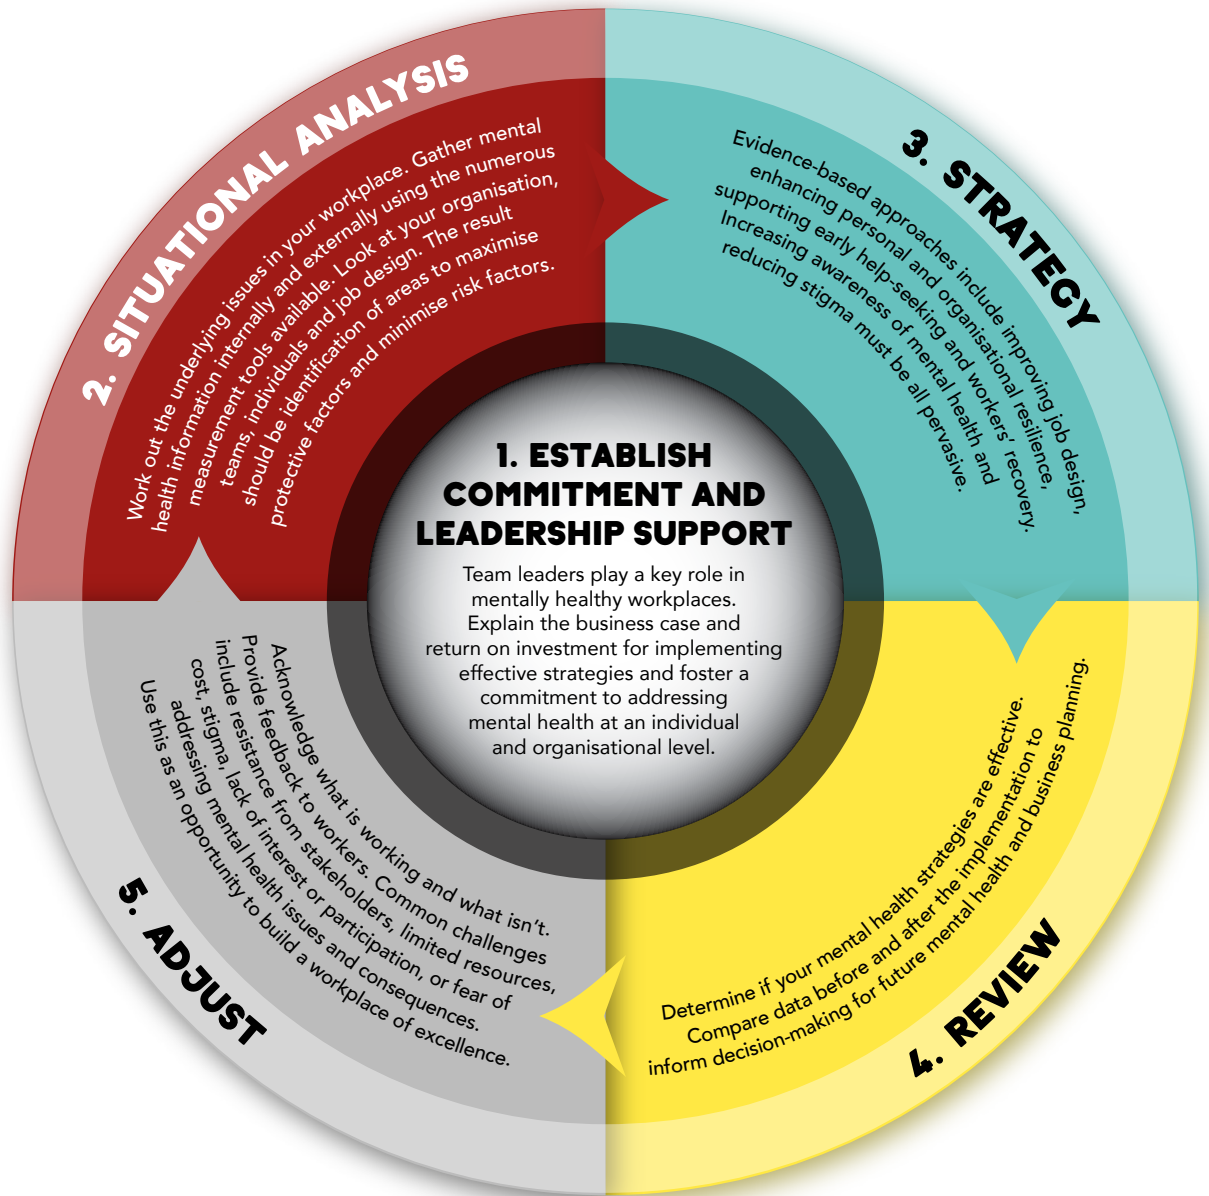 1. ESTABLISH
COMMITMENT AND
LEADERSHIP SUPPORT
Team leaders play a key role in
mentally healthy workplaces.
Explain the business case and
return on investment for implementing
effective strategies and foster a
commitment to addressing
mental health at an individual
and organisational level.
2. SITUATIONAL ANALYSIS
Work out the underlying issues in your workplace. Gather mental
health information internally and externally using the numerous
measurement tools available. Look at your organisation,
teams, individuals and job design. The result
should be identification of areas to maximise
protective factors and minimise risk factors.
3. STRATEGY
Evidence-based approaches include improving job design,
enhancing personal and organisational resilience,
supporting early help-seeking and workers' recovery.
Increasing awareness of mental health and
reducing stigma must be all pervasive.
4. REVIEW
Determine if your mental health strategies are effective.
Compare data before and after the implementation to
inform decision-making for future mental health and business planning.
5. ADJUST
Acknowledge what is working and what isn't.
Provide feedback to workers. Common challenges
include resistance from stakeholders, limited resources,
cost, stigma, lack of interest or participation, or fear of
addressing mental health issues and consequences.
Use this as an opportunity to build a workplace of excellence.